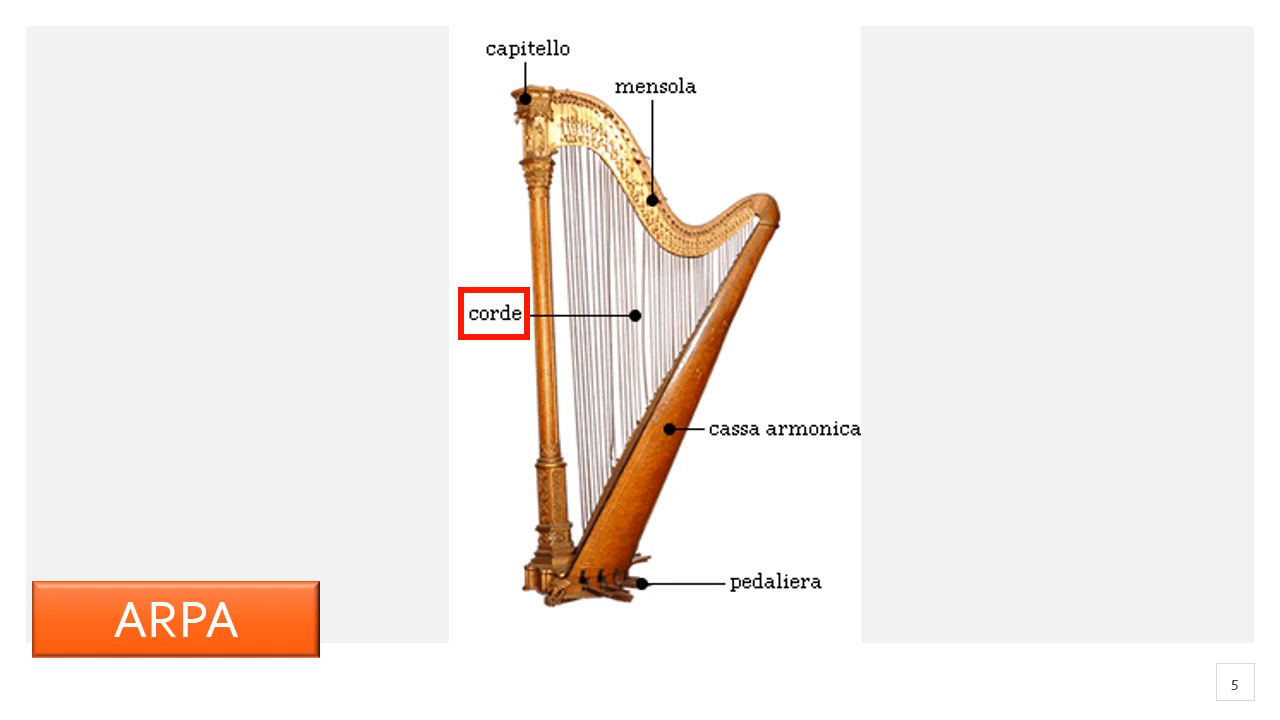 capitello
mensola
corde
cassa armonica
pedaliera
ARPA
5